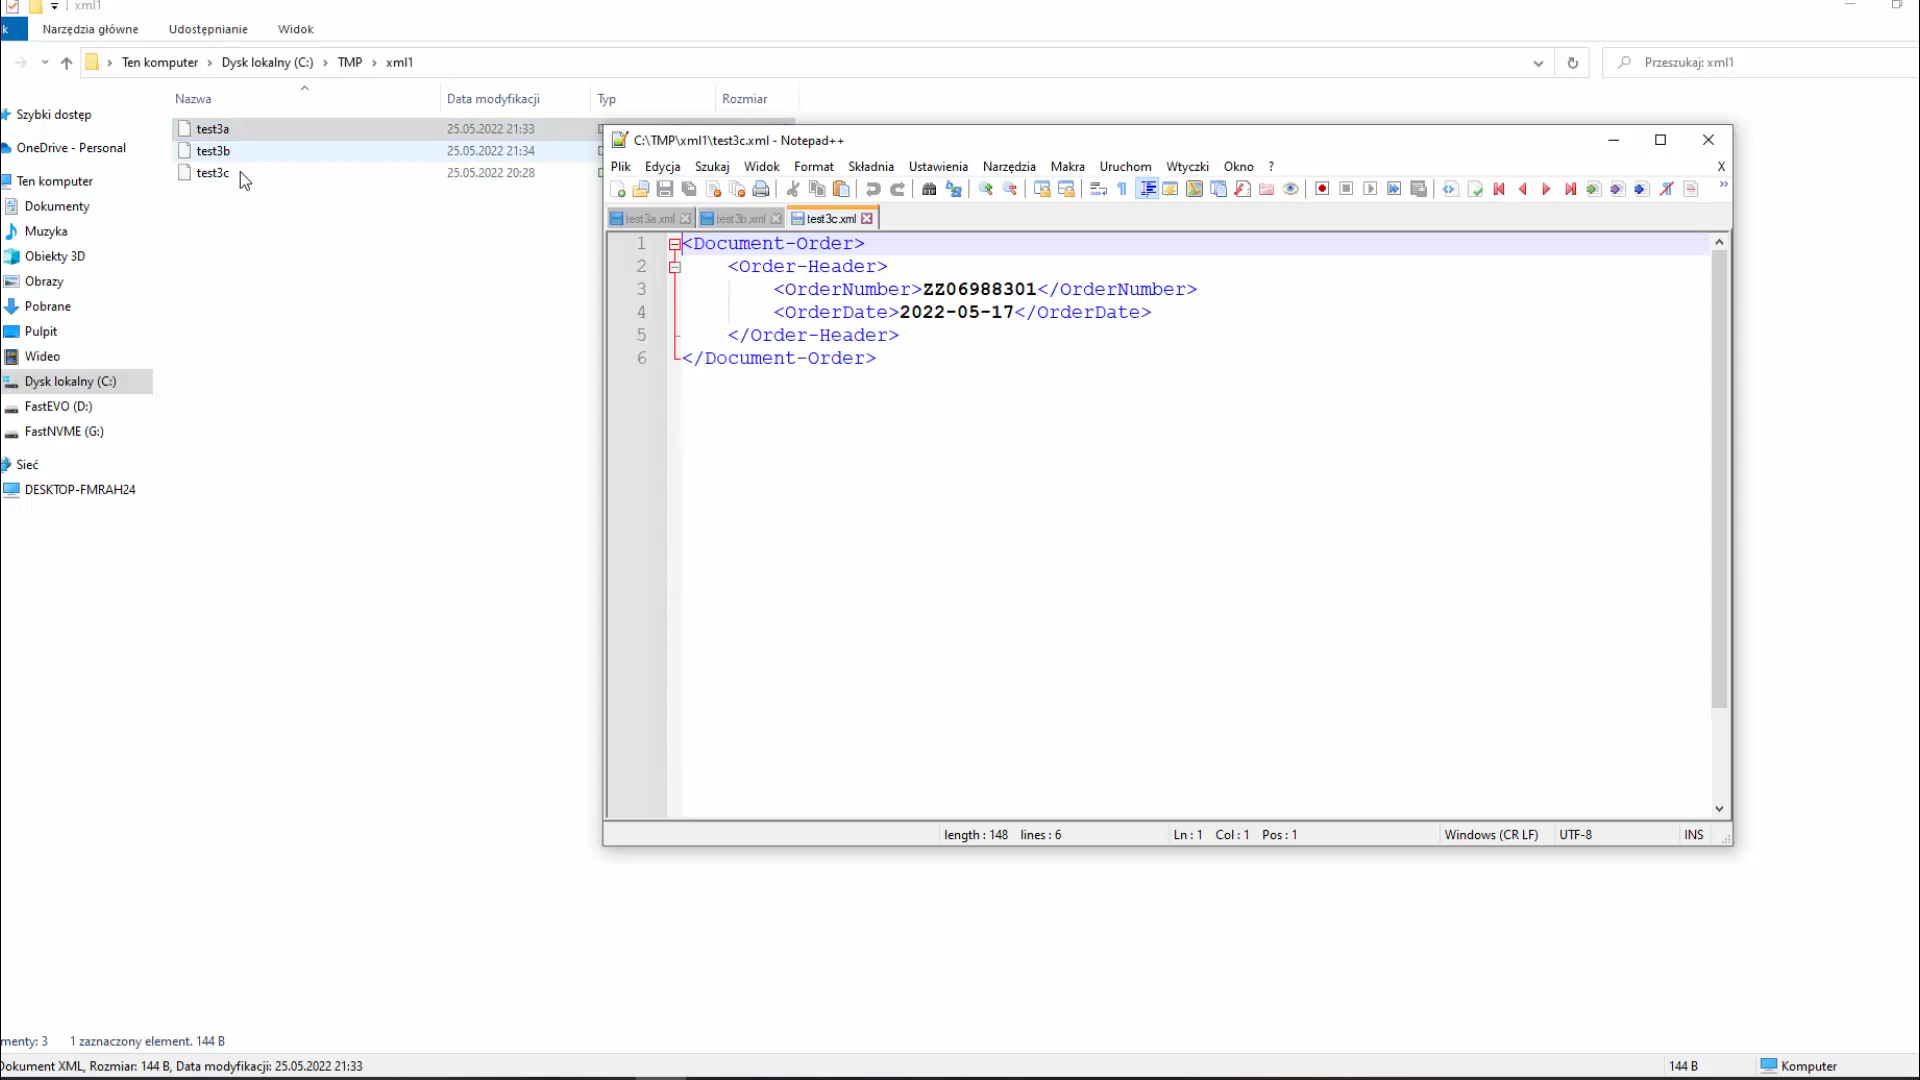 xml1
k
Narzędzia główne
Udostępnianie
Widok
Ten komputer
Dysk lokalny (C:)
TMP
xml1
Przeszukaj: xml1
Nazwa
Data modyfikacji
Typ
Rozmiar
Szybki dostęp
OneDrive - Personal
Ten komputer
Dokumenty
Muzyka
Obiekty 3D
Obrazy
Pobrane
Pulpit
Wideo
Dysk lokalny (C:)
FastEVO (D:)
FastNVME (G:)
Sieć
DESKTOP-FMRAH24
test3a 25.05.2022 21:33
test3b 25.05.2022 21:34
test3c 25.05.2022 20:28
C:\TMP\xml1\test3c.xml - Notepad++
Plik Edycja Szukaj Widok Format Składnia Ustawienia Narzędzia Makra Uruchom Wtyczki Okno ? X
test3a.xml test3b.xml test3c.xml
1 <Document-Order>
2 <Order-Header>
3 <OrderNumber>ZZ06988301</OrderNumber>
4 <OrderDate>2022-05-17</OrderDate>
5 </Order-Header>
6 </Document-Order>
length : 148 lines : 6 Ln : 1 Col : 1 Pos : 1 Windows (CR LF) UTF-8 INS
menty: 3 1 zaznaczony element. 144 B
Dokument XML, Rozmiar: 144 B, Data modyfikacji: 25.05.2022 21:33
144 B
Komputer